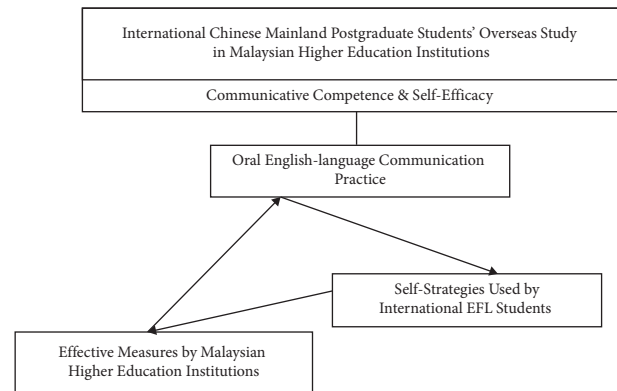 International Chinese Mainland Postgraduate Students' Overseas Study
in Malaysian Higher Education Institutions
Communicative Competence & Self-Efficacy
Oral English-language Communication
Practice
Self-Strategies Used by
International EFL Students
Effective Measures by Malaysian
Higher Education Institutions